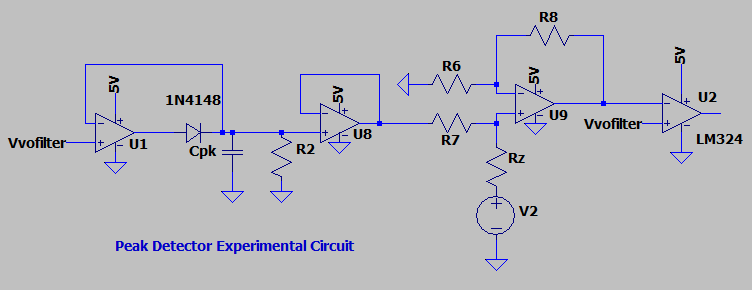 5V
1N4148
Vvofilter
U1
Cpk
R2
5V
U8
R6
R7
R8
5V
U9
Rz
V2
5V
U2
Vvofilter
LM324
Peak Detector Experimental Circuit